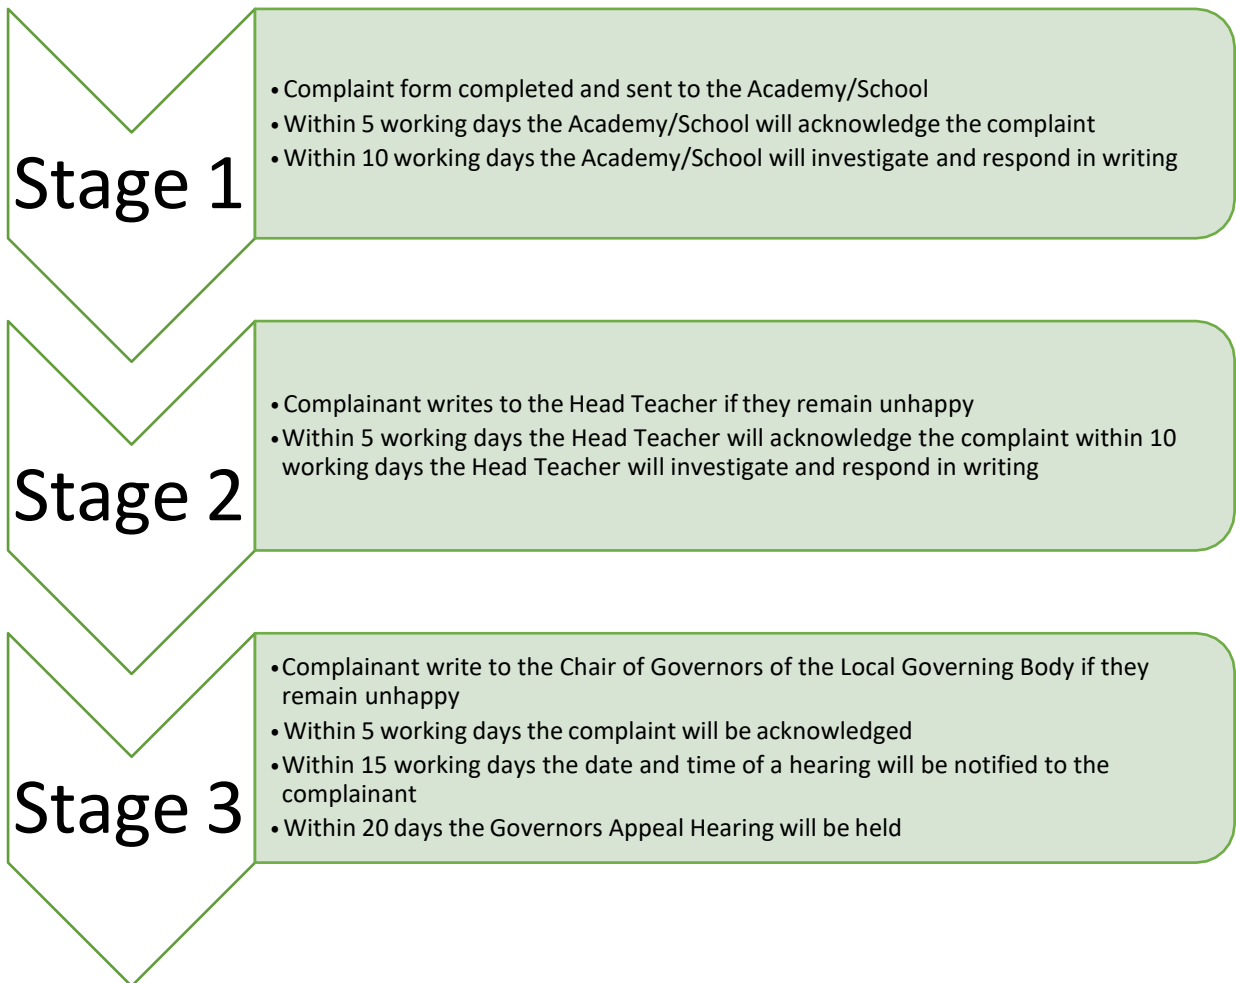 Stage 1
• Complaint form completed and sent to the Academy/School
• Within 5 working days the Academy/School will acknowledge the complaint
• Within 10 working days the Academy/School will investigate and respond in writing
Stage 2
• Complainant writes to the Head Teacher if they remain unhappy
• Within 5 working days the Head Teacher will acknowledge the complaint within 10
working days the Head Teacher will investigate and respond in writing
Stage 3
• Complainant write to the Chair of Governors of the Local Governing Body if they
remain unhappy
• Within 5 working days the complaint will be acknowledged
• Within 15 working days the date and time of a hearing will be notified to the
complainant
• Within 20 days the Governors Appeal Hearing will be held